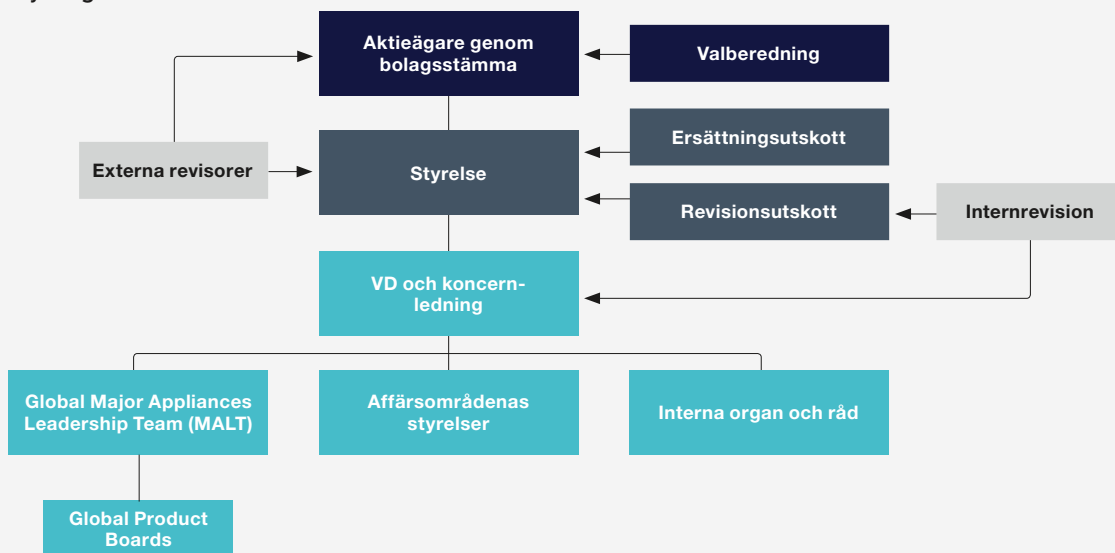 Aktieägare genom
bolagsstämma
Valberedning
Ersättningsutskott
Externa revisorer
Styrelse
Revisionsutskott
Internrevision
VD och koncern-
ledning
Global Major Appliances
Leadership Team (MALT)
Affärsområdenas
styrelser
Interna organ och råd
Global Product
Boards